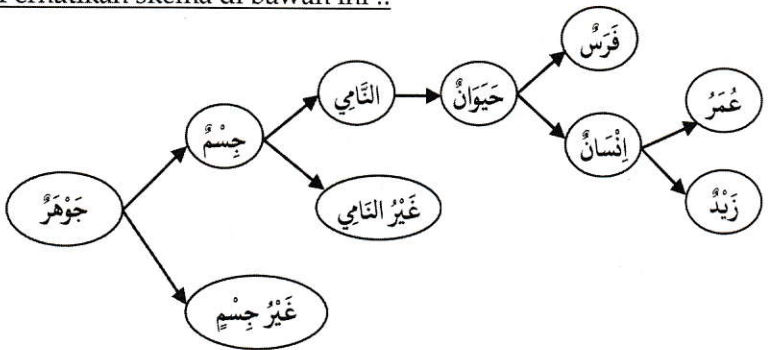 Perhatikan skema di bawah ini ..
فَرَسٌ
النَّامِي
حَيَوَانٌ
عُمَرُ
جِسْمٌ
اِنْسَانٌ
زَيْدٌ
غَيْرُ النَامِي
جَوْهَرٌ
غَيْرُ جِسْمٍ